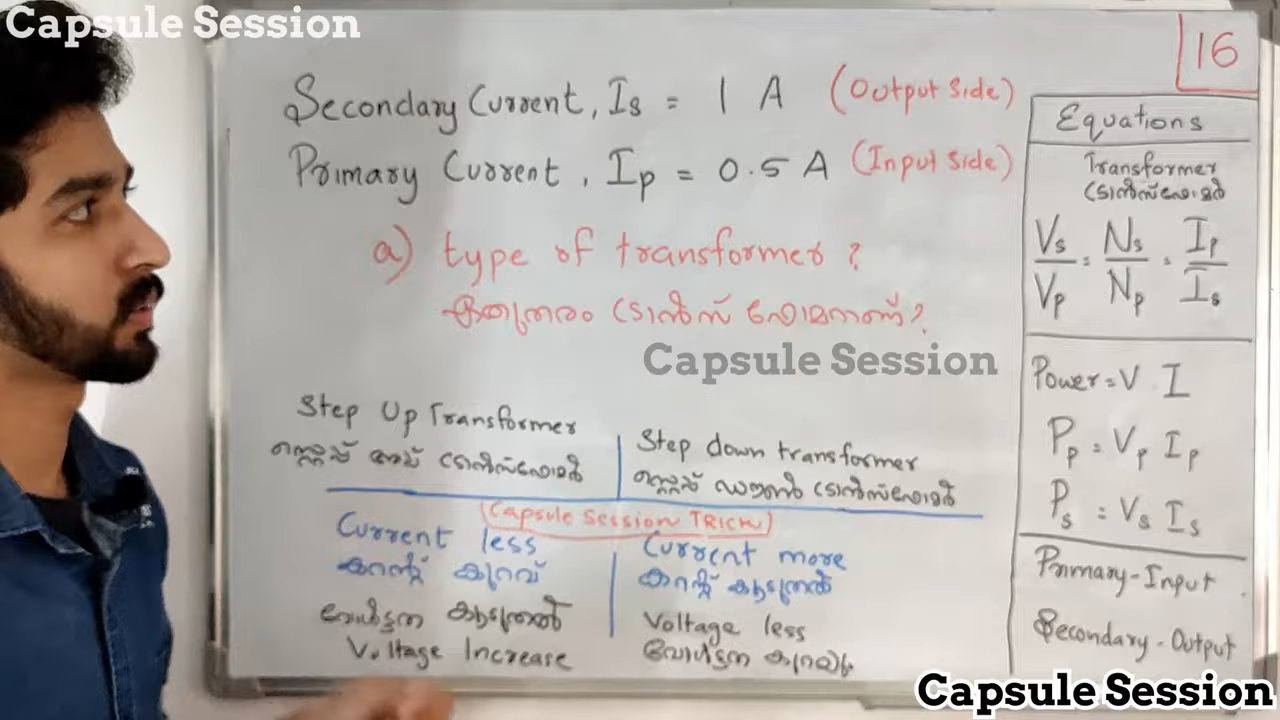 Capsule Session
16
Secondary Current, Is = 1 A (Output Side)
Primary Current, Ip = 0.5 A (Input Side)
a) type of transformer ?
ഏതുതരം ട്രാൻസ് ഫോമറാണ്?
Capsule Session
Step Up Transformer
സ്റ്റെപ്പ് അപ് ട്രാൻസ്ഫോമർ
Step down transformer
സ്റ്റെപ്പ് ഡൗൺ ട്രാൻസ്ഫോമർ
(Capsule Session TRICK)
Current less
കറന്റ് കുറവ്
വോൾട്ടത കൂടുതൽ
Voltage Increase
Current more
കറന്റ് കൂടുതൽ
Voltage less
വോൾട്ടത കുറവും
Equations
Transformer
ട്രാൻസ്ഫോമർ
Vs/Vp = Ns/Np = Ip/Is
Power = V I
Pp = Vp Ip
Ps = Vs Is
Primary - Input
Secondary - Output
Capsule Session